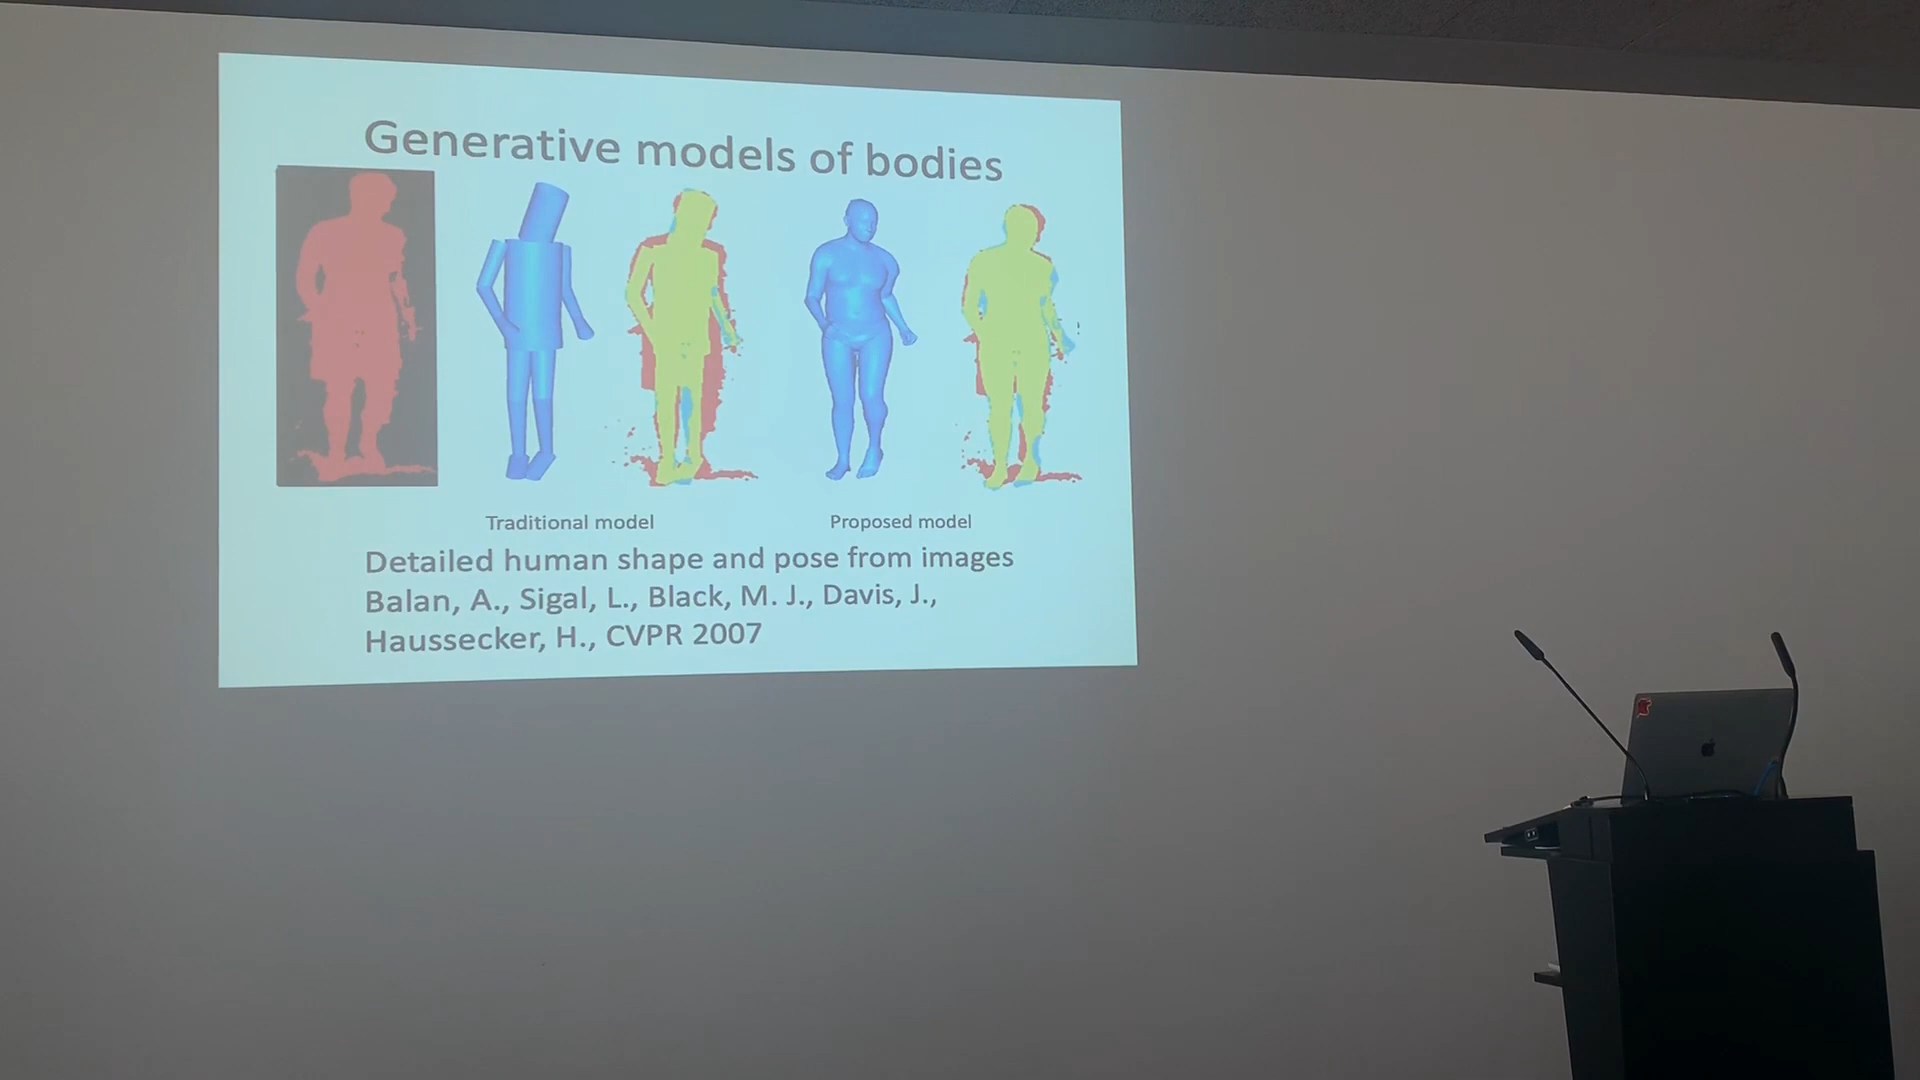 Generative models of bodies
Traditional model
Proposed model
Detailed human shape and pose from images
Balan, A., Sigal, L., Black, M. J., Davis, J.,
Haussecker, H., CVPR 2007